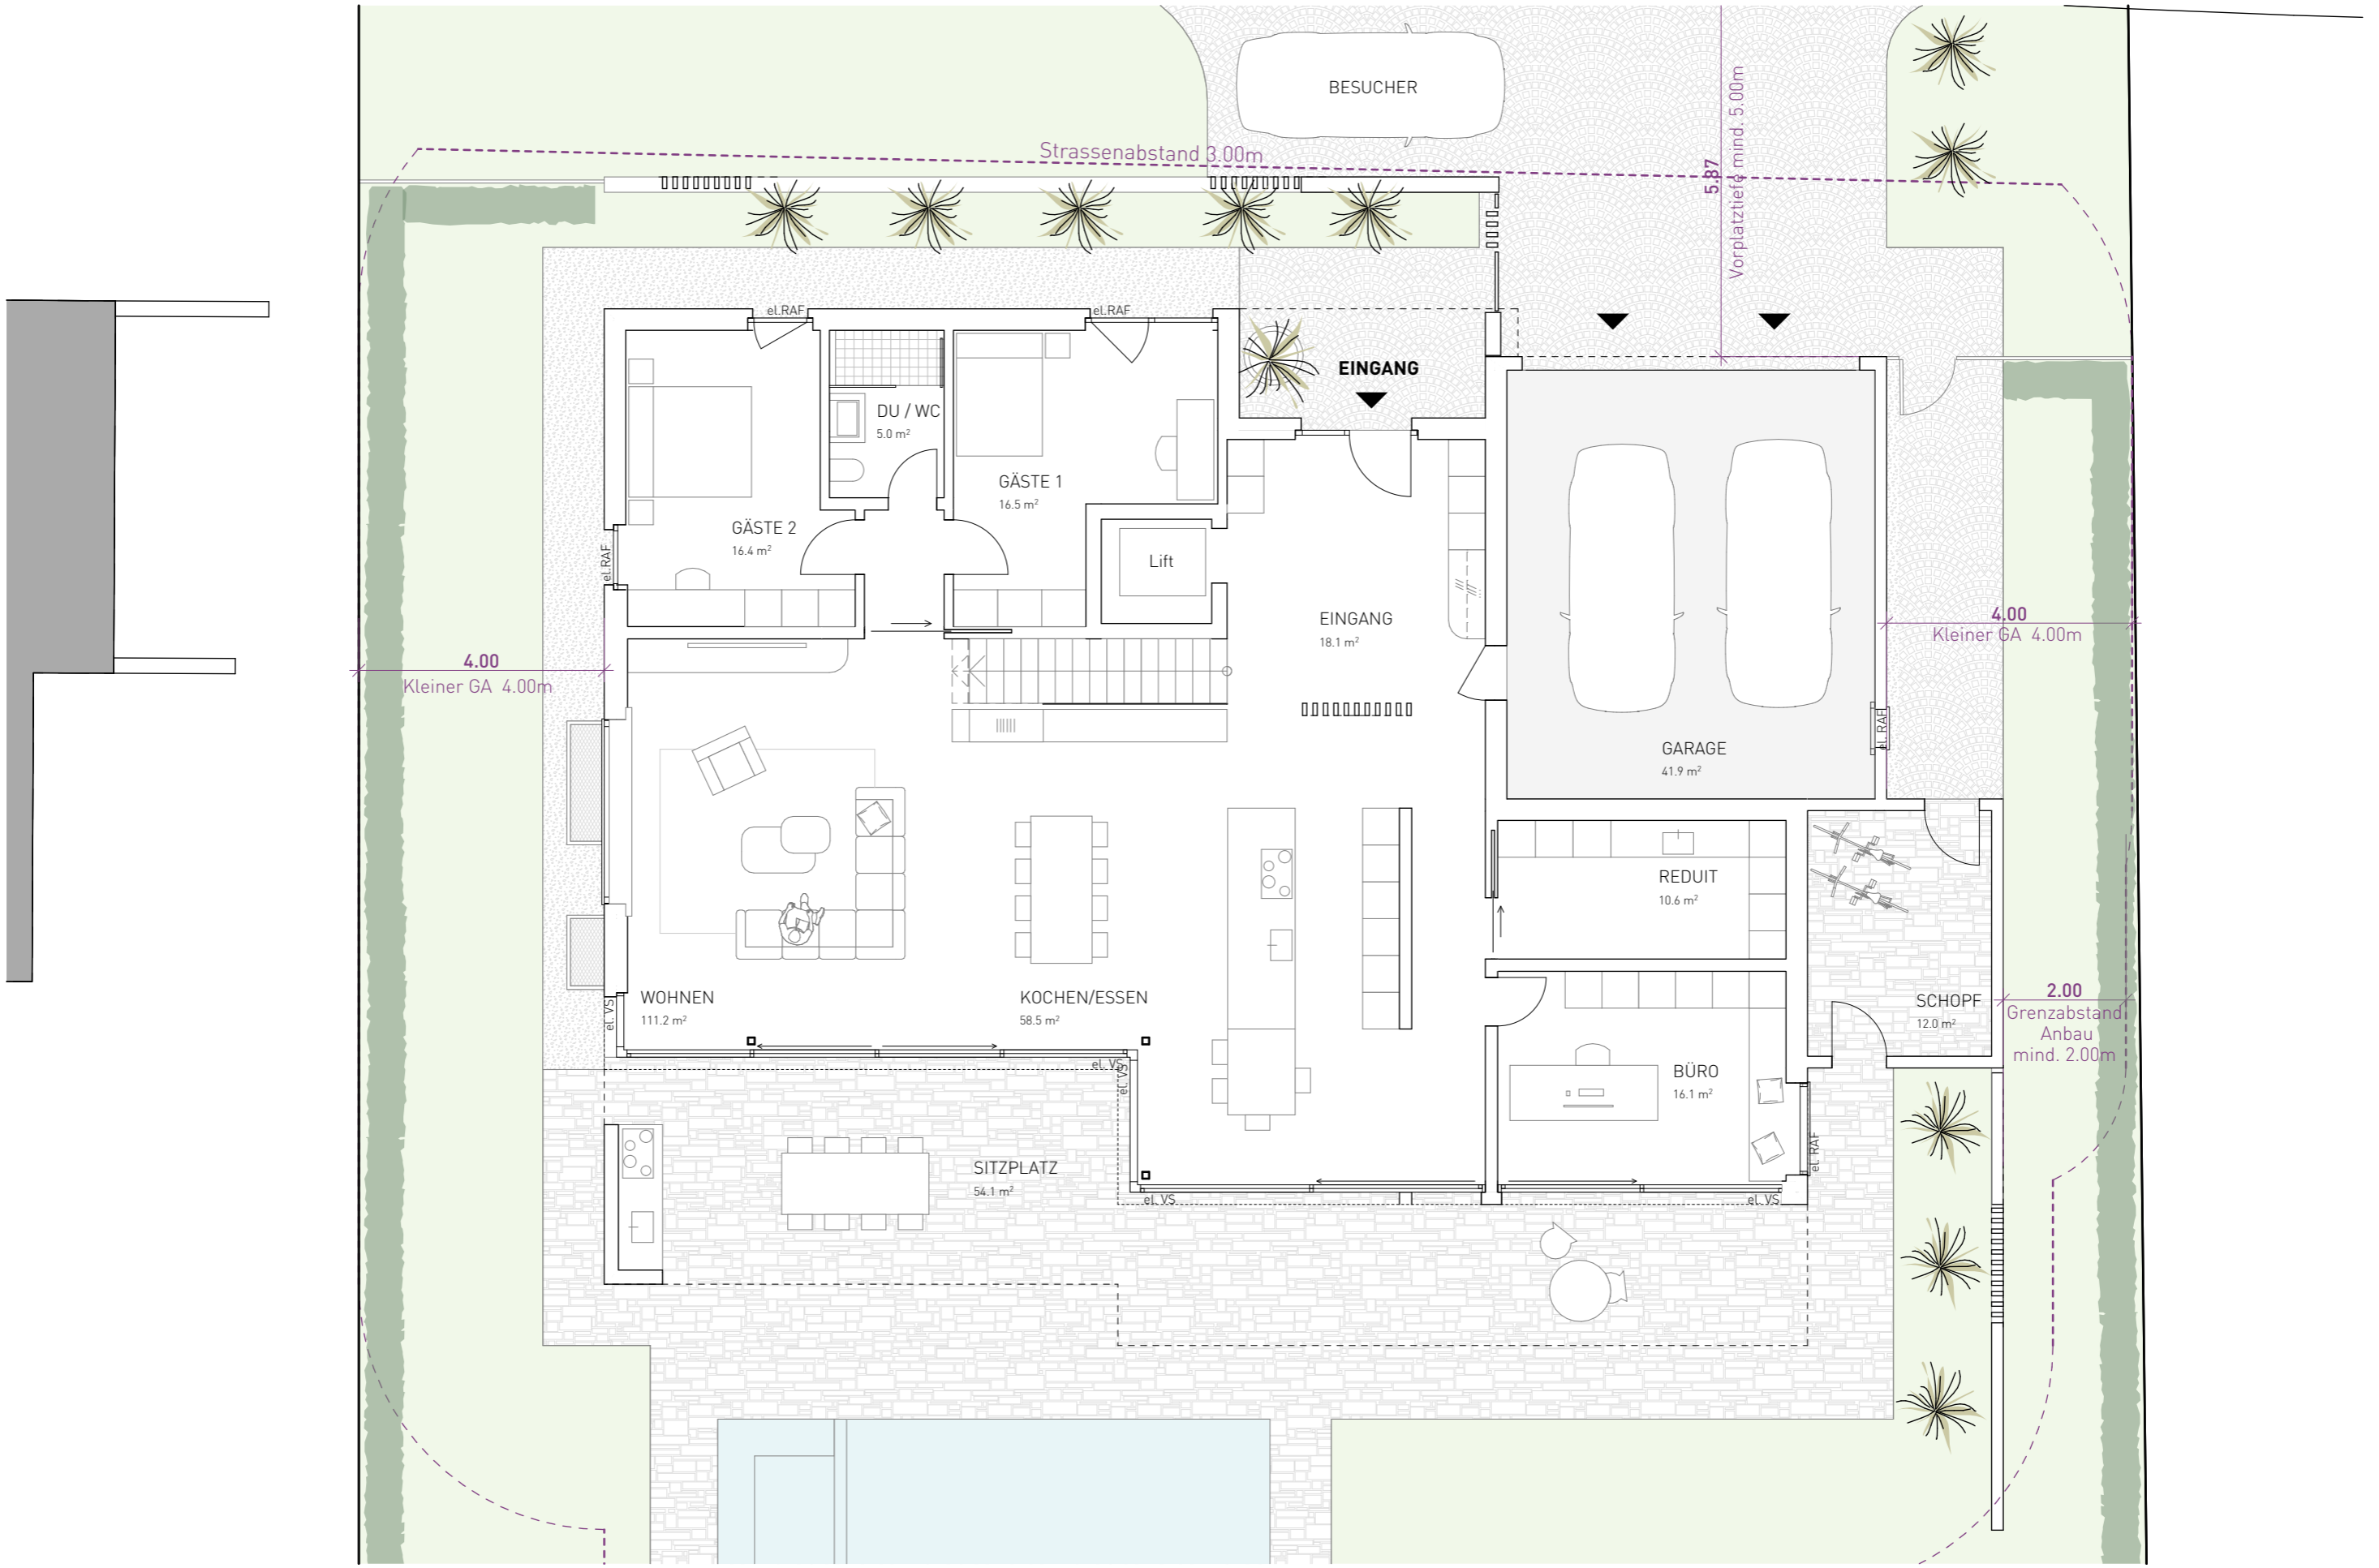 BESUCHER
Strassenabstand 3.00m
5.87
Vorplatztiefe mind. 5.00m
el.RAF
el.RAF
EINGANG
DU / WC
5.0 m²
GÄSTE 1
16.5 m²
GÄSTE 2
16.4 m²
el.RAF
Lift
EINGANG
18.1 m²
4.00
Kleiner GA 4.00m
4.00
Kleiner GA 4.00m
GARAGE
41.9 m²
el. RAF
REDUIT
10.6 m²
WOHNEN
111.2 m²
KOCHEN/ESSEN
58.5 m²
el. VS
SCHOPF
12.0 m²
2.00
Grenzabstand
Anbau
mind. 2.00m
el. VS
el. VS
BÜRO
16.1 m²
el. RAF
SITZPLATZ
54.1 m²
el. VS
el. VS